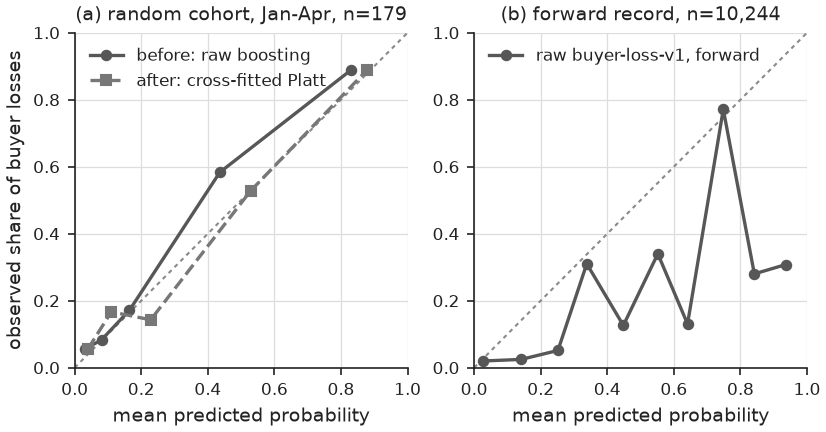 (a) random cohort, Jan-Apr, n=179
observed share of buyer losses
1.0
0.8
0.6
0.4
0.2
0.0
before: raw boosting
after: cross-fitted Platt
0.0 0.2 0.4 0.6 0.8 1.0
mean predicted probability
(b) forward record, n=10,244
1.0
0.8
0.6
0.4
0.2
0.0
raw buyer-loss-v1, forward
0.0 0.2 0.4 0.6 0.8 1.0
mean predicted probability